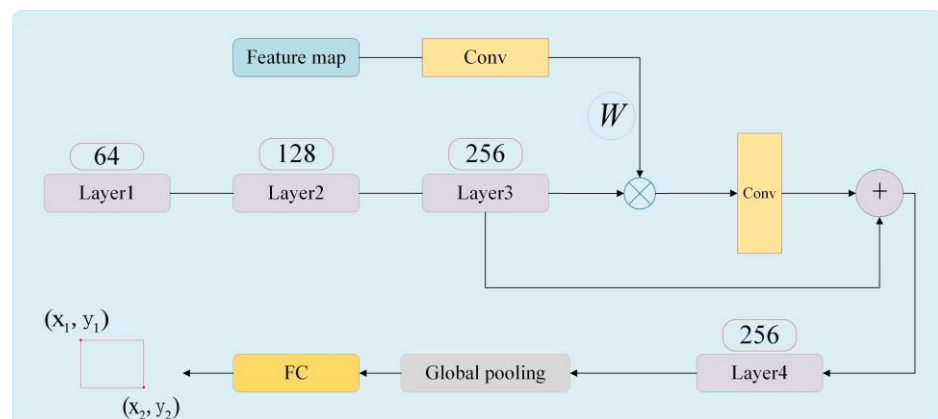 Feature map
Conv
W
64
128
256
Layer1
Layer2
Layer3
Conv
+
(x₁, y₁)
256
FC
Global pooling
Layer4
(x₂, y₂)